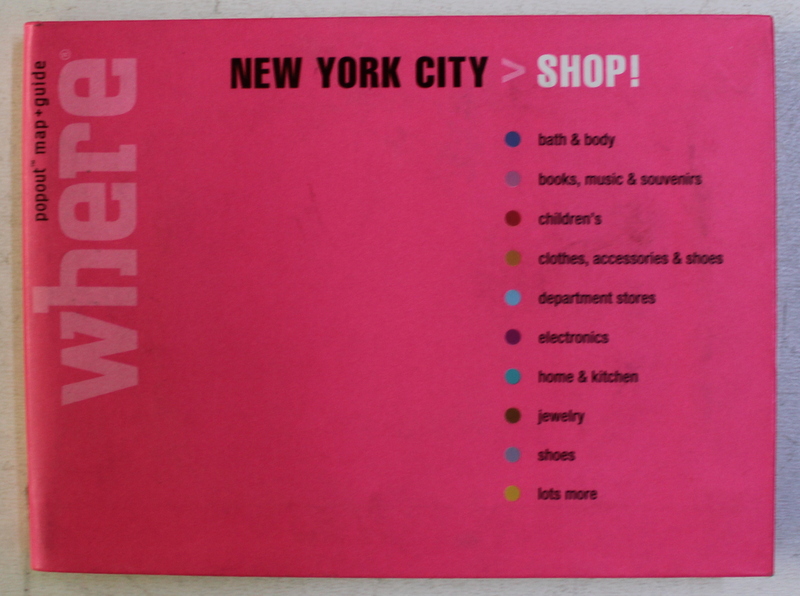 popout™ map+guide
where®
NEW YORK CITY > SHOP!
bath & body
books, music & souvenirs
children's
clothes, accessories & shoes
department stores
electronics
home & kitchen
jewelry
shoes
lots more